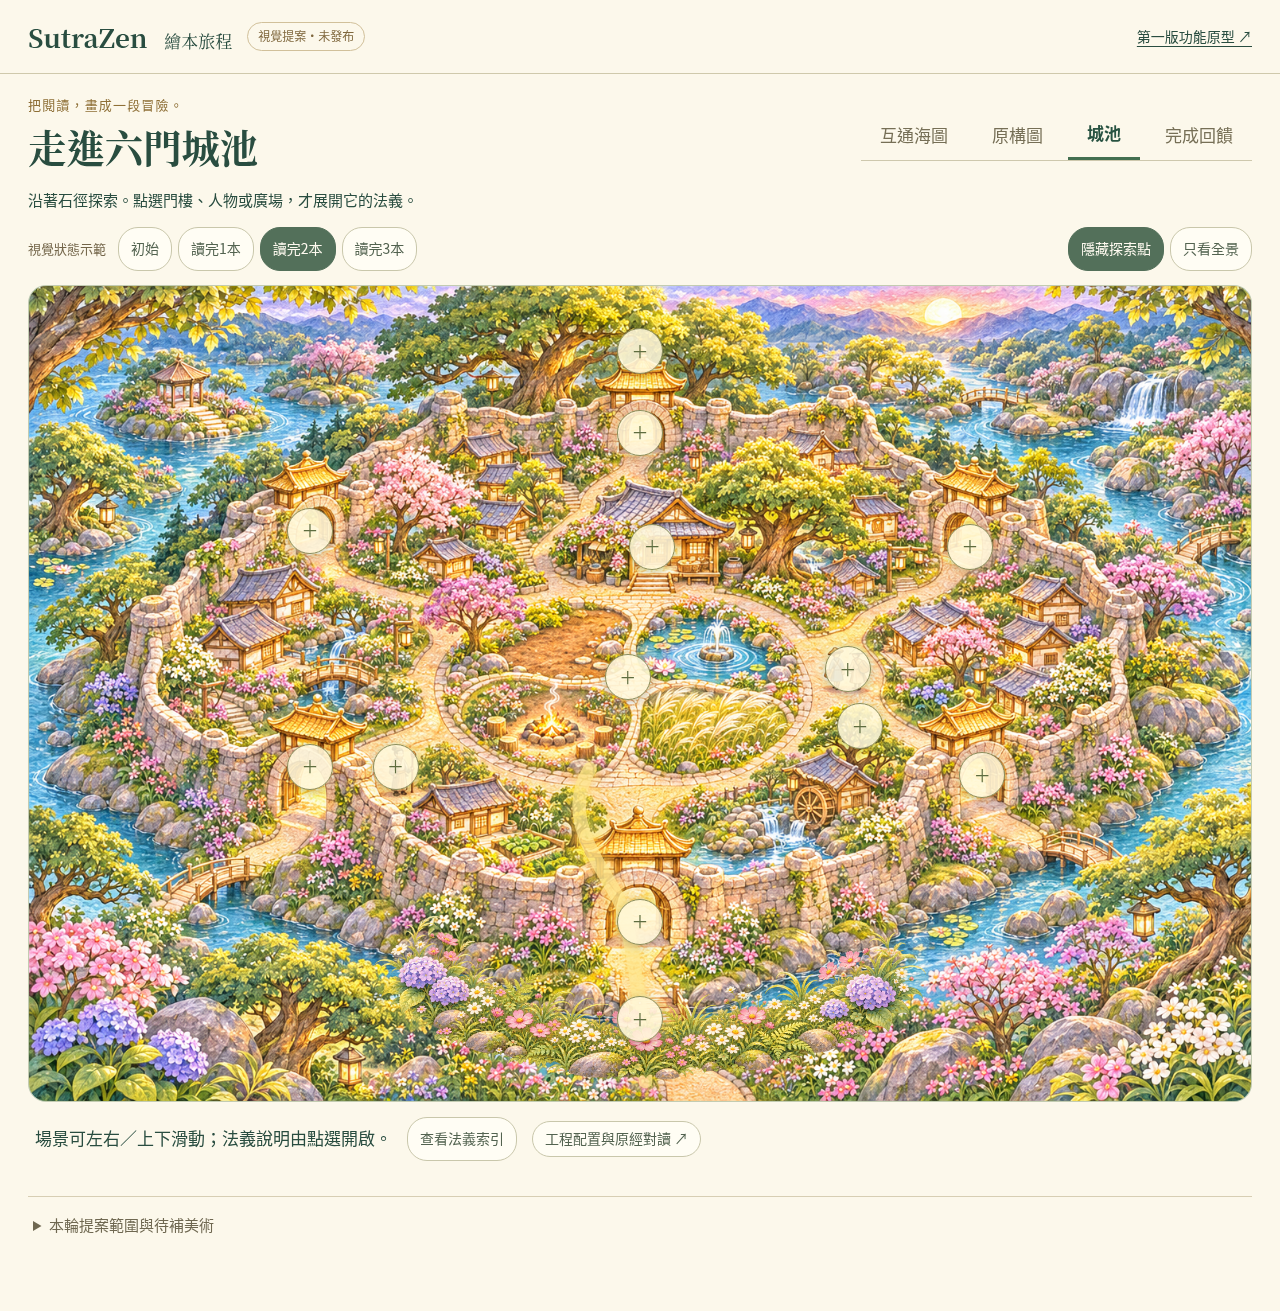 SutraZen 繪本旅程 視覺提案・未發布 第一版功能原型 ↗
把閱讀，畫成一段冒險。
走進六門城池
互通海圖 原構圖 城池 完成回饋
沿著石徑探索。點選門樓、人物或廣場，才展開它的法義。
視覺狀態示範 初始 讀完1本 讀完2本 讀完3本 隱藏探索點 只看全景
場景可左右／上下滑動；法義說明由點選開啟。 查看法義索引 工程配置與原經對讀 ↗
▶ 本輪提案範圍與待補美術